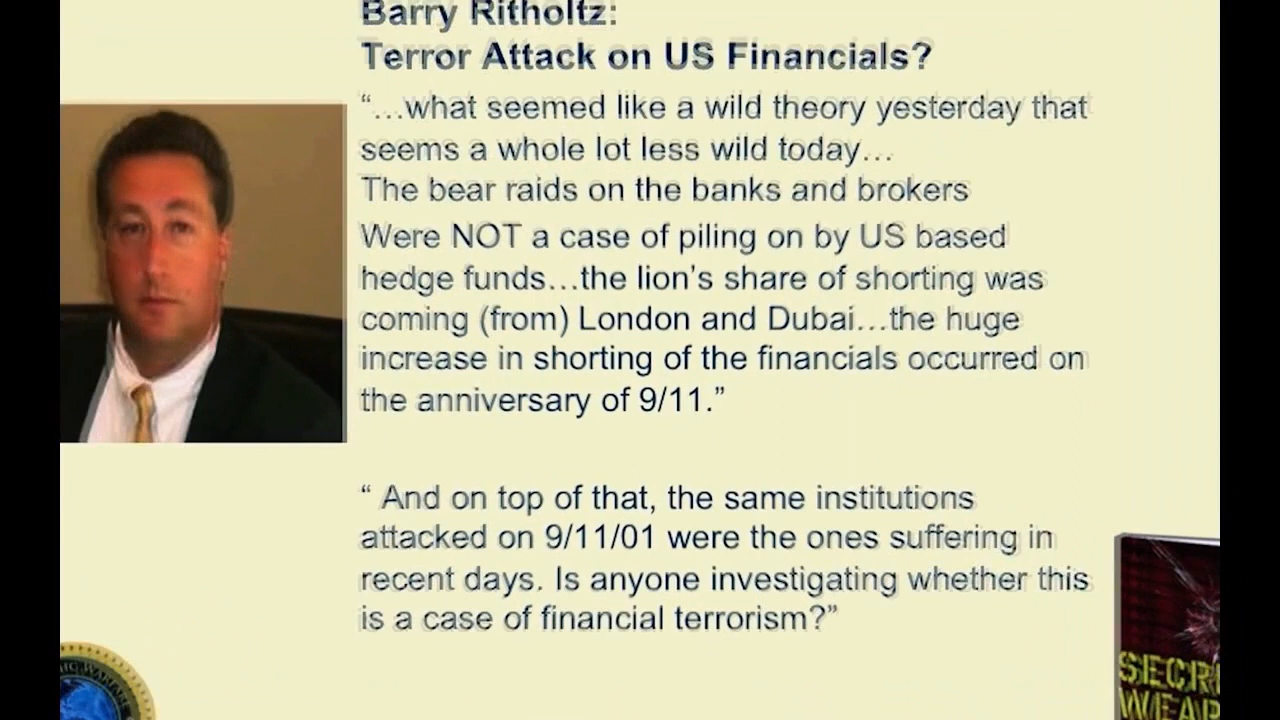 Barry Ritholtz:
Terror Attack on US Financials?
“…what seemed like a wild theory yesterday that
seems a whole lot less wild today…
The bear raids on the banks and brokers
Were NOT a case of piling on by US based
hedge funds…the lion’s share of shorting was
coming (from) London and Dubai…the huge
increase in shorting of the financials occurred on
the anniversary of 9/11.”
“ And on top of that, the same institutions
attacked on 9/11/01 were the ones suffering in
recent days. Is anyone investigating whether this
is a case of financial terrorism?”